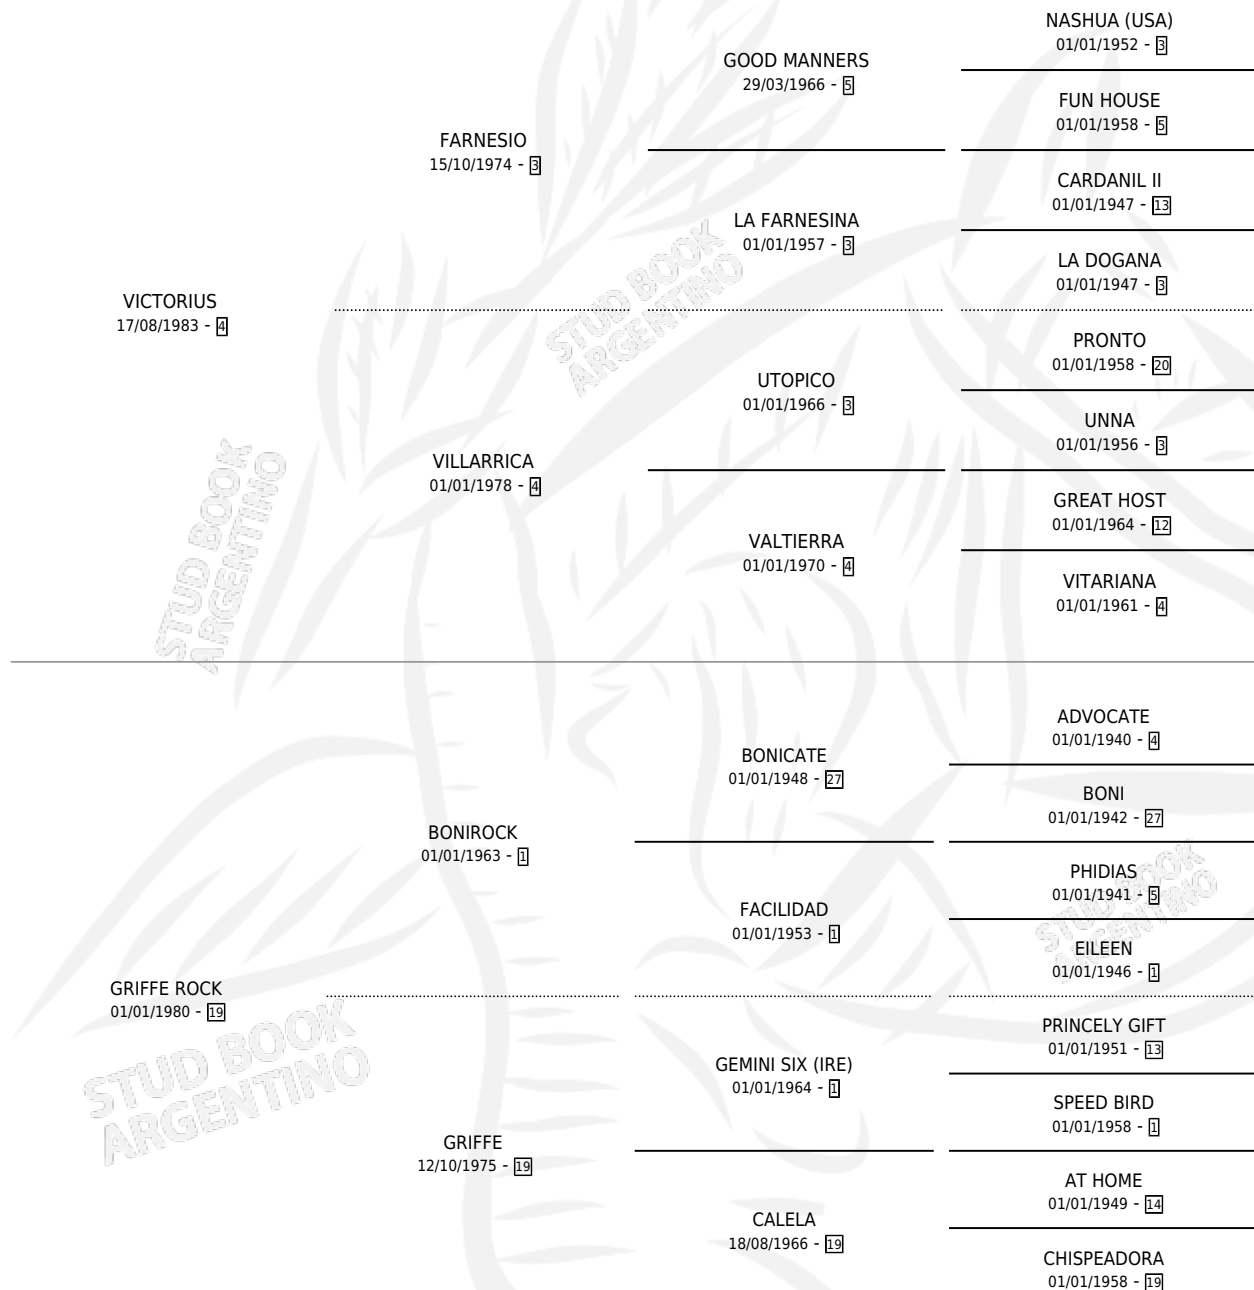 NASHUA (USA)
01/01/1952 - 3
GOOD MANNERS
29/03/1966 - 5
FUN HOUSE
01/01/1958 - 5
FARNESIO
15/10/1974 - 3
CARDANIL II
01/01/1947 - 13
LA FARNESINA
01/01/1957 - 3
LA DOGANA
01/01/1947 - 3
VICTORIUS
17/08/1983 - 4
PRONTO
01/01/1958 - 20
UTOPICO
01/01/1966 - 3
UNNA
01/01/1956 - 3
VILLARRICA
01/01/1978 - 4
GREAT HOST
01/01/1964 - 12
VALTIERRA
01/01/1970 - 4
VITARIANA
01/01/1961 - 4
ADVOCATE
01/01/1940 - 4
BONICATE
01/01/1948 - 27
BONI
01/01/1942 - 27
BONIROCK
01/01/1963 - 1
PHIDIAS
01/01/1941 - 5
FACILIDAD
01/01/1953 - 1
EILEEN
01/01/1946 - 1
GRIFFE ROCK
01/01/1980 - 19
PRINCELY GIFT
01/01/1951 - 13
GEMINI SIX (IRE)
01/01/1964 - 1
SPEED BIRD
01/01/1958 - 1
GRIFFE
12/10/1975 - 19
AT HOME
01/01/1949 - 14
CALELA
18/08/1966 - 19
CHISPEADORA
01/01/1958 - 19
STUD BOOK
ARGENTINO
STUD BOOK
ARGENTINO
STUD BOOK
ARGENTINO
STUD BOOK
ARGENTINO